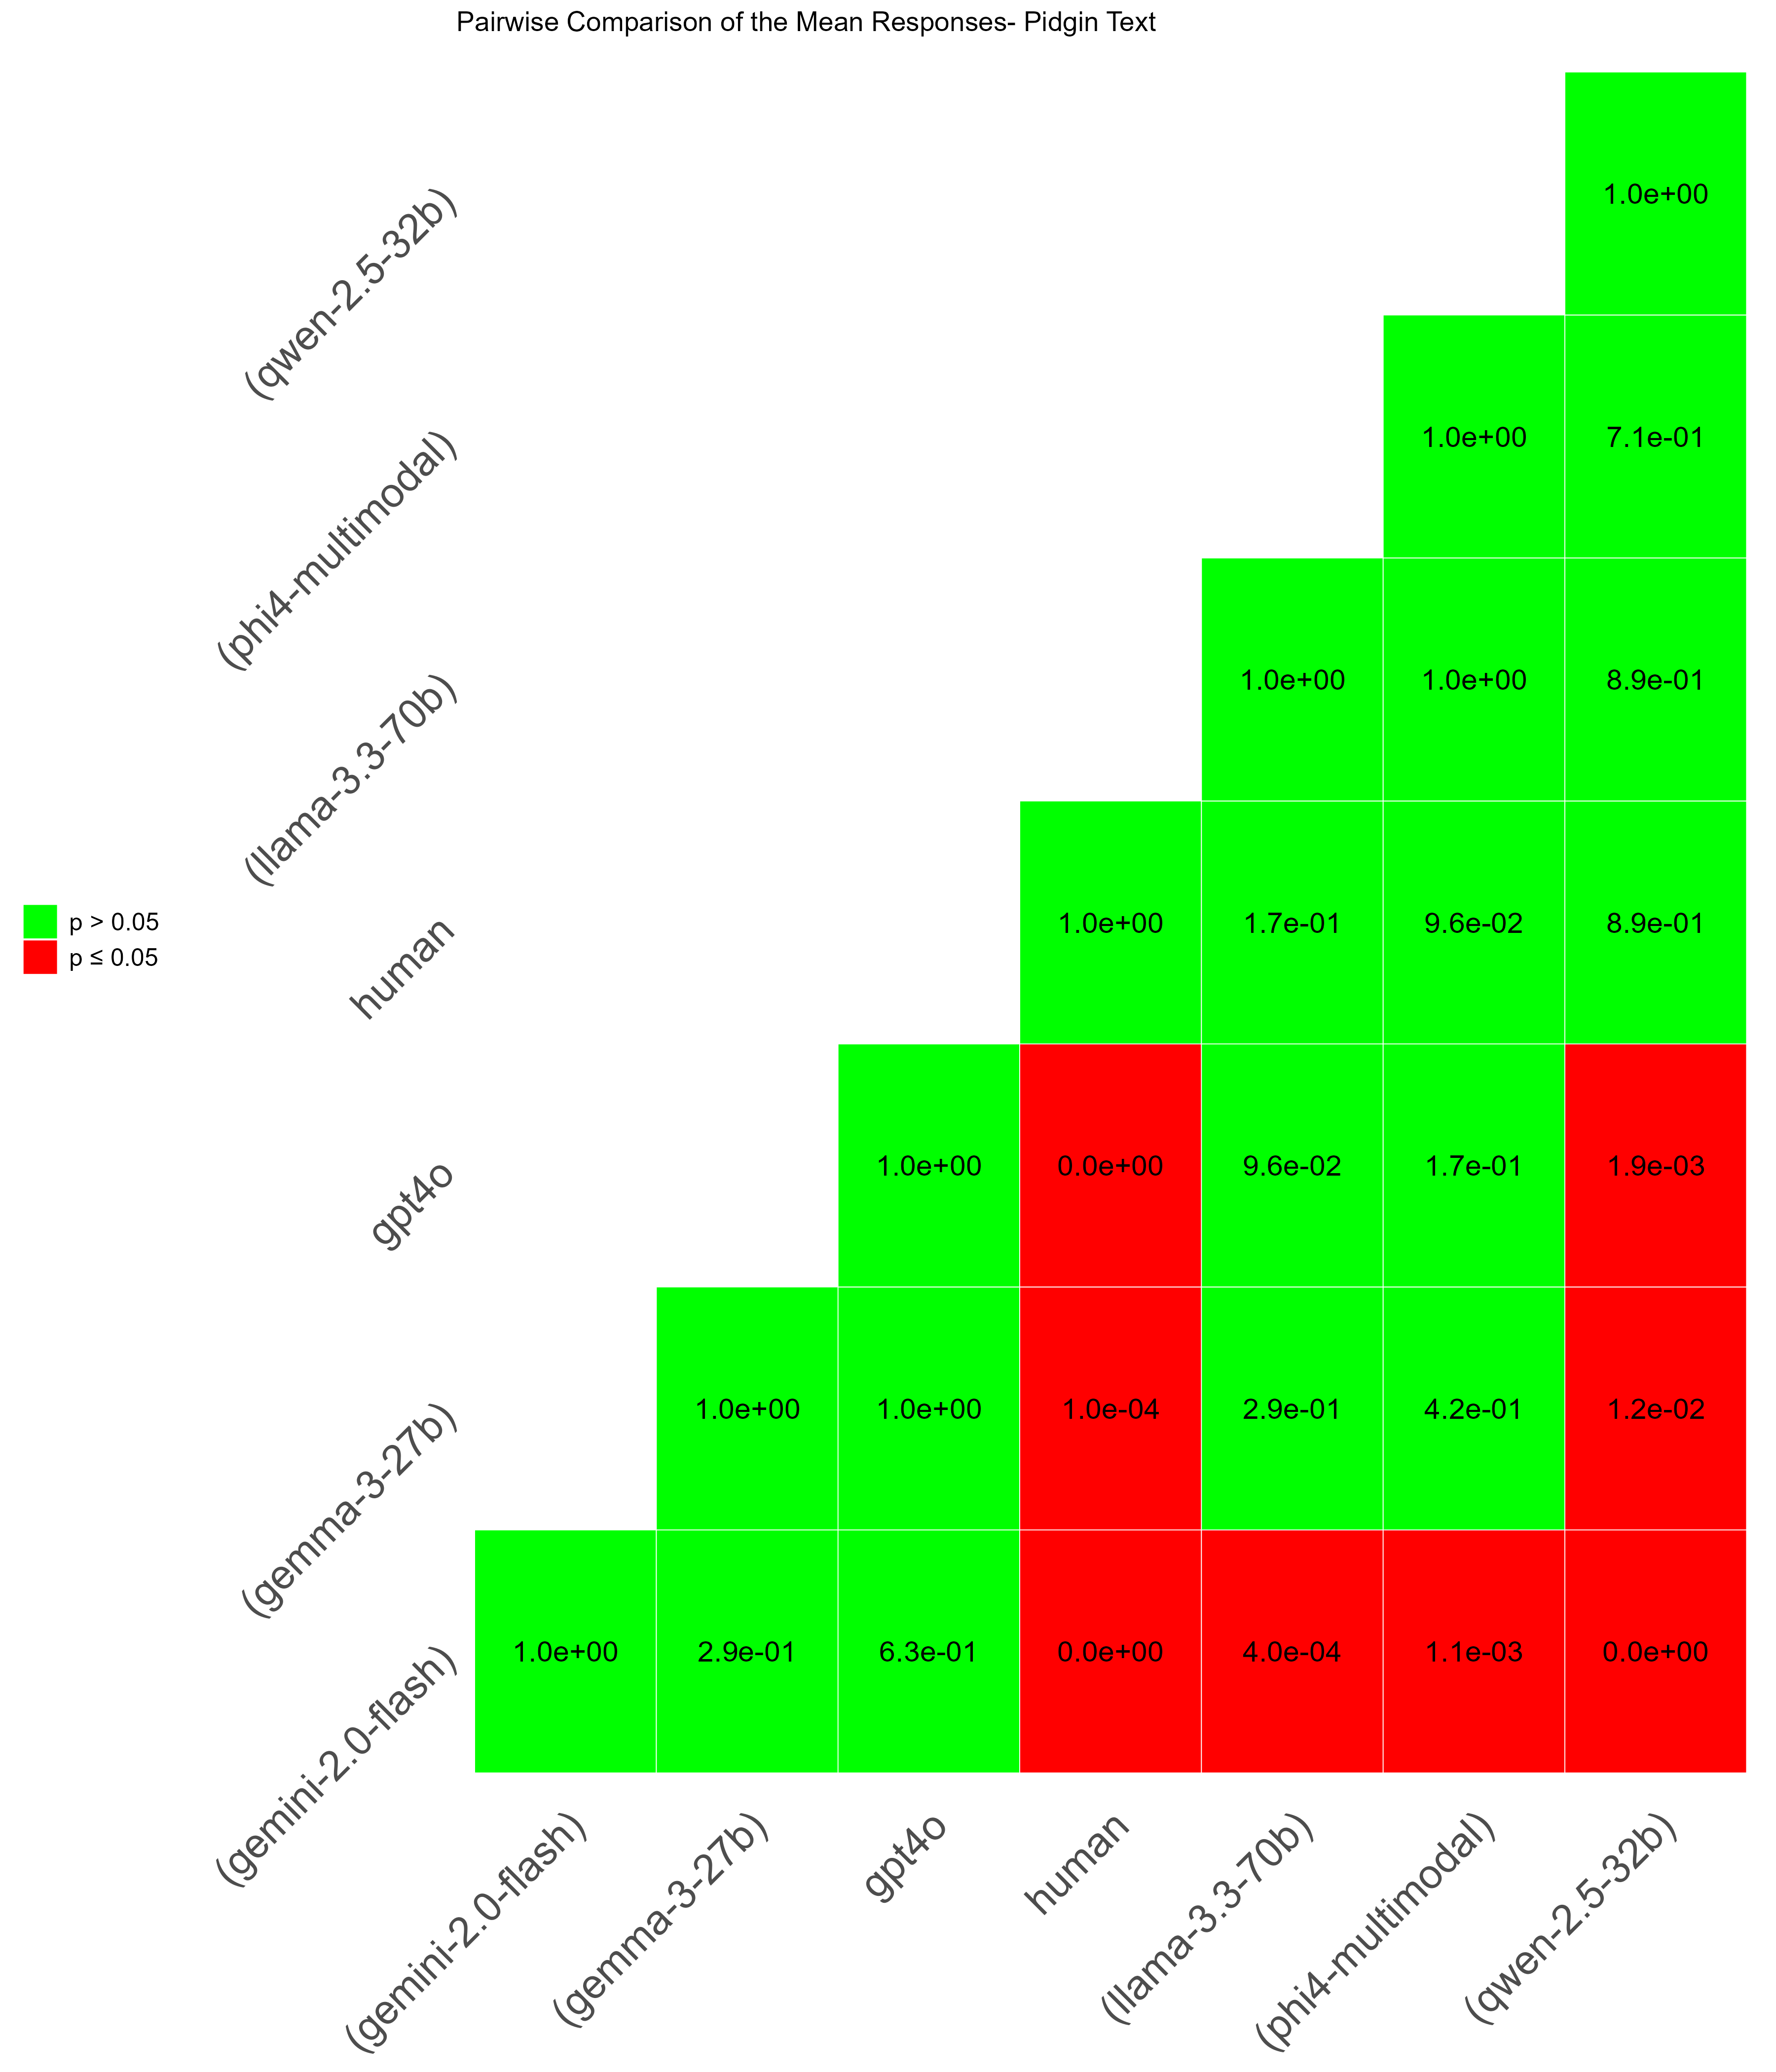 Pairwise Comparison of the Mean Responses- Pidgin Text
(qwen-2.5-32b)
1.0e+00
(phi4-multimodal)
1.0e+00 7.1e-01
(llama-3.3-70b)
1.0e+00 1.0e+00 8.9e-01
p > 0.05
p ≤ 0.05
human
1.0e+00 1.7e-01 9.6e-02 8.9e-01
gpt4o
1.0e+00 0.0e+00 9.6e-02 1.7e-01 1.9e-03
(gemma-3-27b)
1.0e+00 1.0e+00 1.0e-04 2.9e-01 4.2e-01 1.2e-02
(gemini-2.0-flash)
1.0e+00 2.9e-01 6.3e-01 0.0e+00 4.0e-04 1.1e-03 0.0e+00
(gemini-2.0-flash)
(gemma-3-27b)
gpt4o
human
(llama-3.3-70b)
(phi4-multimodal)
(qwen-2.5-32b)